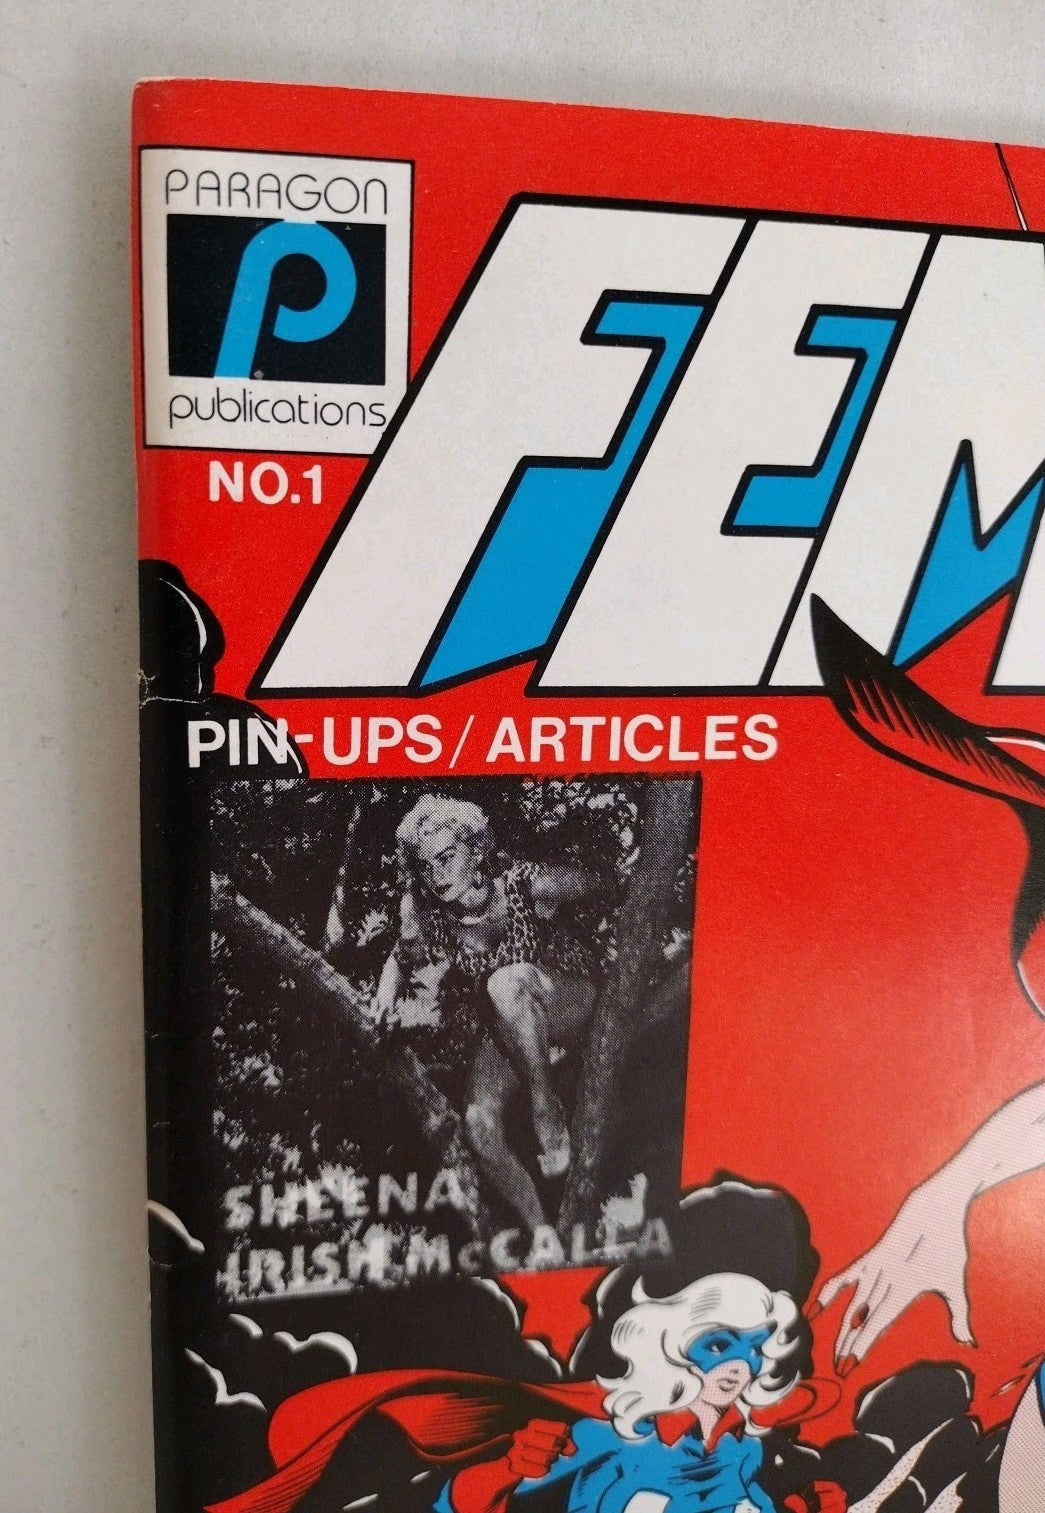 PARAGON
P
publications
NO.1
FEM
PIN-UPS/ARTICLES
SHEENA
IRISH McCALLA